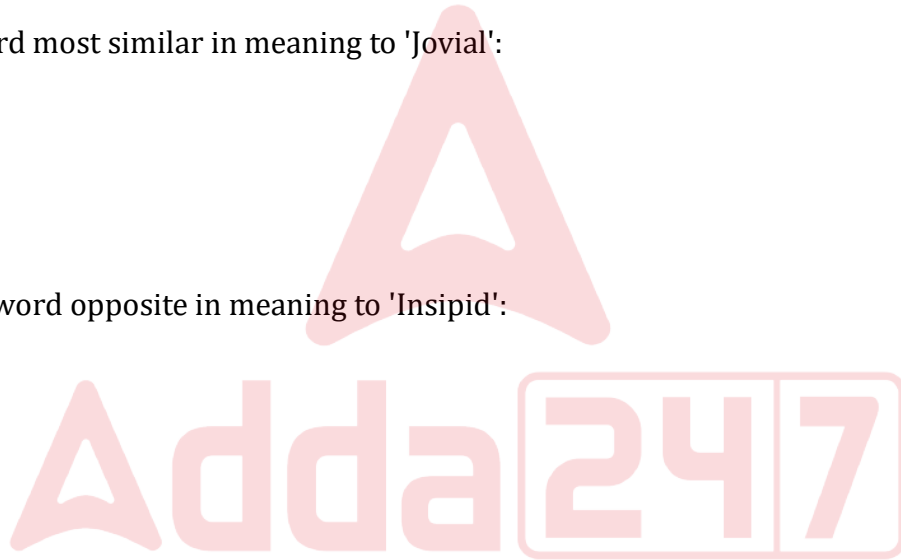 rd most similar in meaning to 'Jovial':
word opposite in meaning to 'Insipid':
Adda247